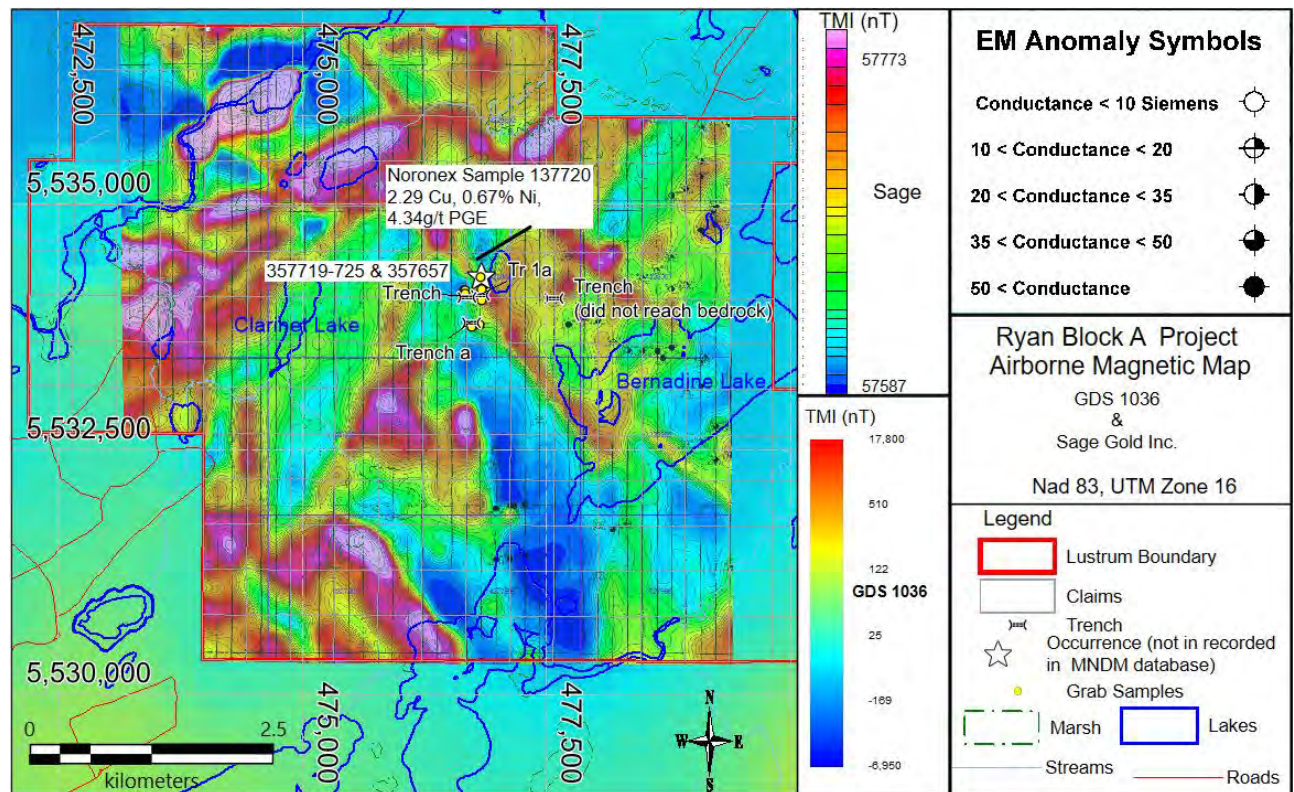 472,500
475,000
477,500
5,535,000
Noronex Sample 137720
2.29 Cu, 0.67% Ni,
4.34g/t PGE
357719-725 & 357657
Tr 1a
Trench
Trench
(did not reach bedrock)
Clarinet Lake
Trench a
Bernadine Lake
5,532,500
5,530,000
475,000
477,500
0
2.5
kilometers
N
W
E
S
TMI (nT)
57773
Sage
57587
TMI (nT)
17,800
510
122
GDS 1036
25
-169
-6,950
EM Anomaly Symbols
Conductance < 10 Siemens
10 < Conductance < 20
20 < Conductance < 35
35 < Conductance < 50
50 < Conductance
Ryan Block A Project
Airborne Magnetic Map
GDS 1036
&
Sage Gold Inc.
Nad 83, UTM Zone 16
Legend
Lustrum Boundary
Claims
Trench
Occurrence (not in recorded
in MNDM database)
Grab Samples
Marsh
Lakes
Streams
Roads